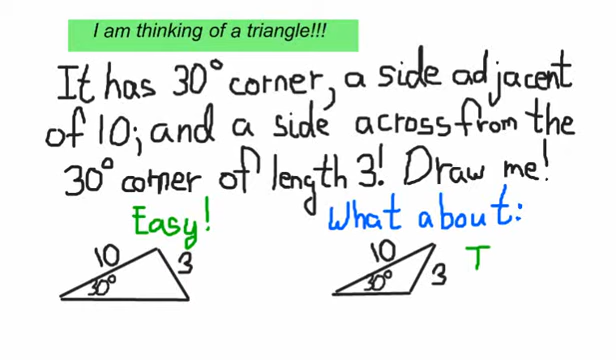 I am thinking of a triangle!!!
It has 30° corner, a side adjacent
of 10; and a side across from the
30° corner of length 3! Draw me!
Easy! What about:
10 3 30°
10 3 30° T